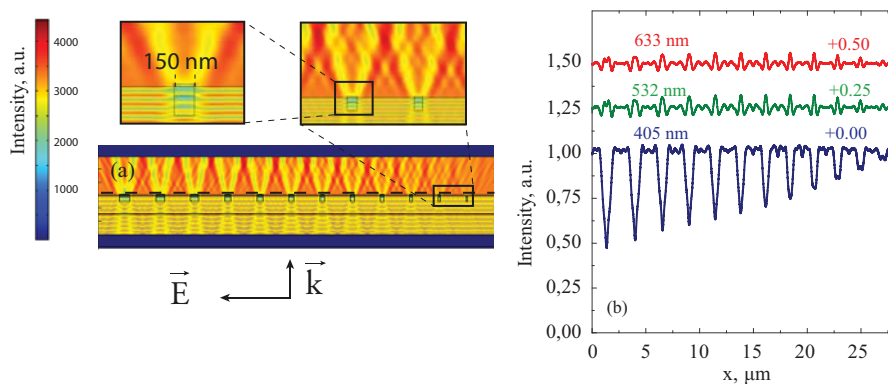 Intensity, a.u.
4000
3000
2000
1000
150 nm
(a)
E
k
Intensity, a.u.
1,50
1,25
1,00
0,75
0,50
0,25
0,00
633 nm
+0.50
532 nm
+0.25
405 nm
+0.00
(b)
0
5
10
15
20
25
x, μm